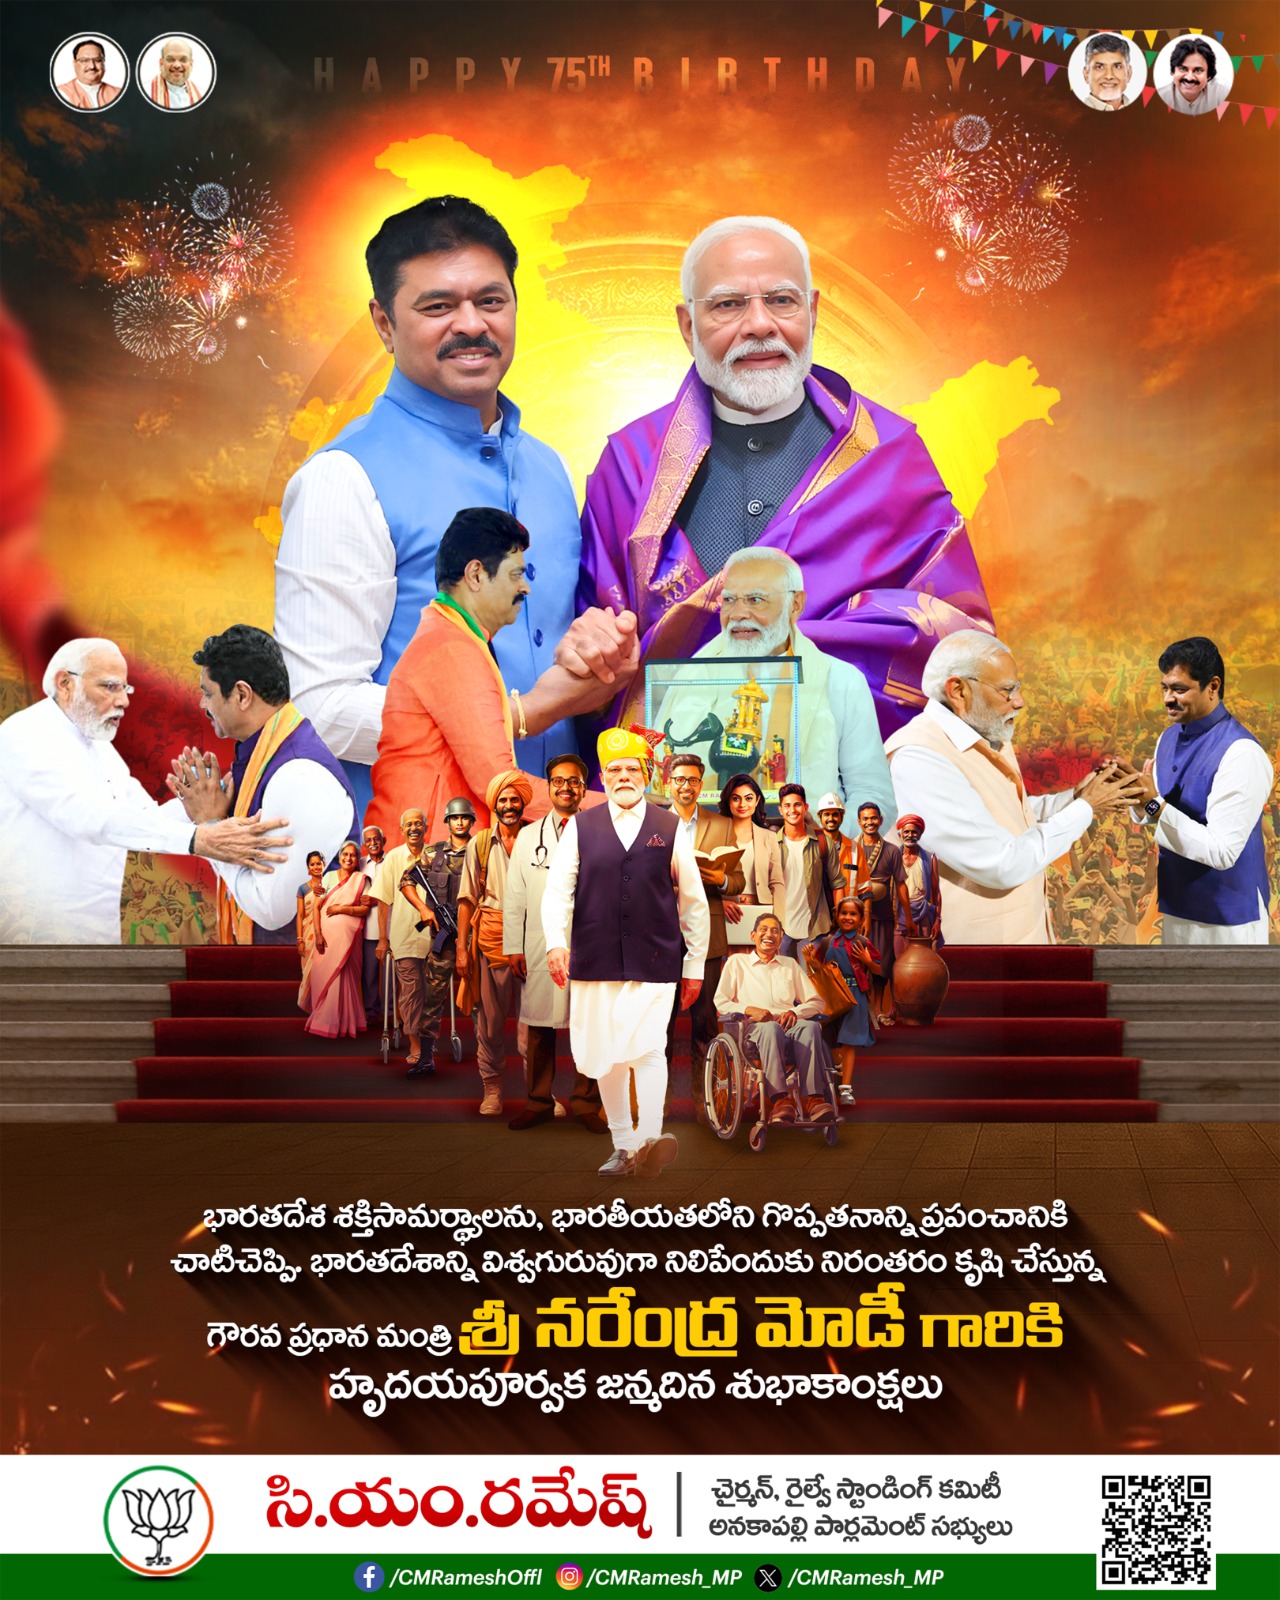 HAPPY 75TH BIRTHDAY
భారతదేశ శక్తిసామర్థ్యాలను, భారతీయతలోని గొప్పతనాన్ని ప్రపంచానికి
చాటిచెప్పి, భారతదేశాన్ని విశ్వగురువుగా నిలిపేందుకు నిరంతరం కృషి చేస్తున్న
గౌరవ ప్రధాన మంత్రి శ్రీ నరేంద్ర మోడీ గారికి
హృదయపూర్వక జన్మదిన శుభాకాంక్షలు
సి.యం.రమేష్
చైర్మన్, రైల్వే స్టాండింగ్ కమిటీ
అనకాపల్లి పార్లమెంట్ సభ్యులు
/CMRameshOffl /CMRamesh_MP /CMRamesh_MP